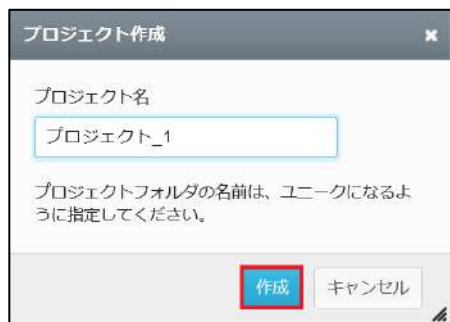 プロジェクト作成
プロジェクト名
プロジェクト_1
プロジェクトフォルダの名前は、ユニークになるよ
うに指定してください。
作成 キャンセル